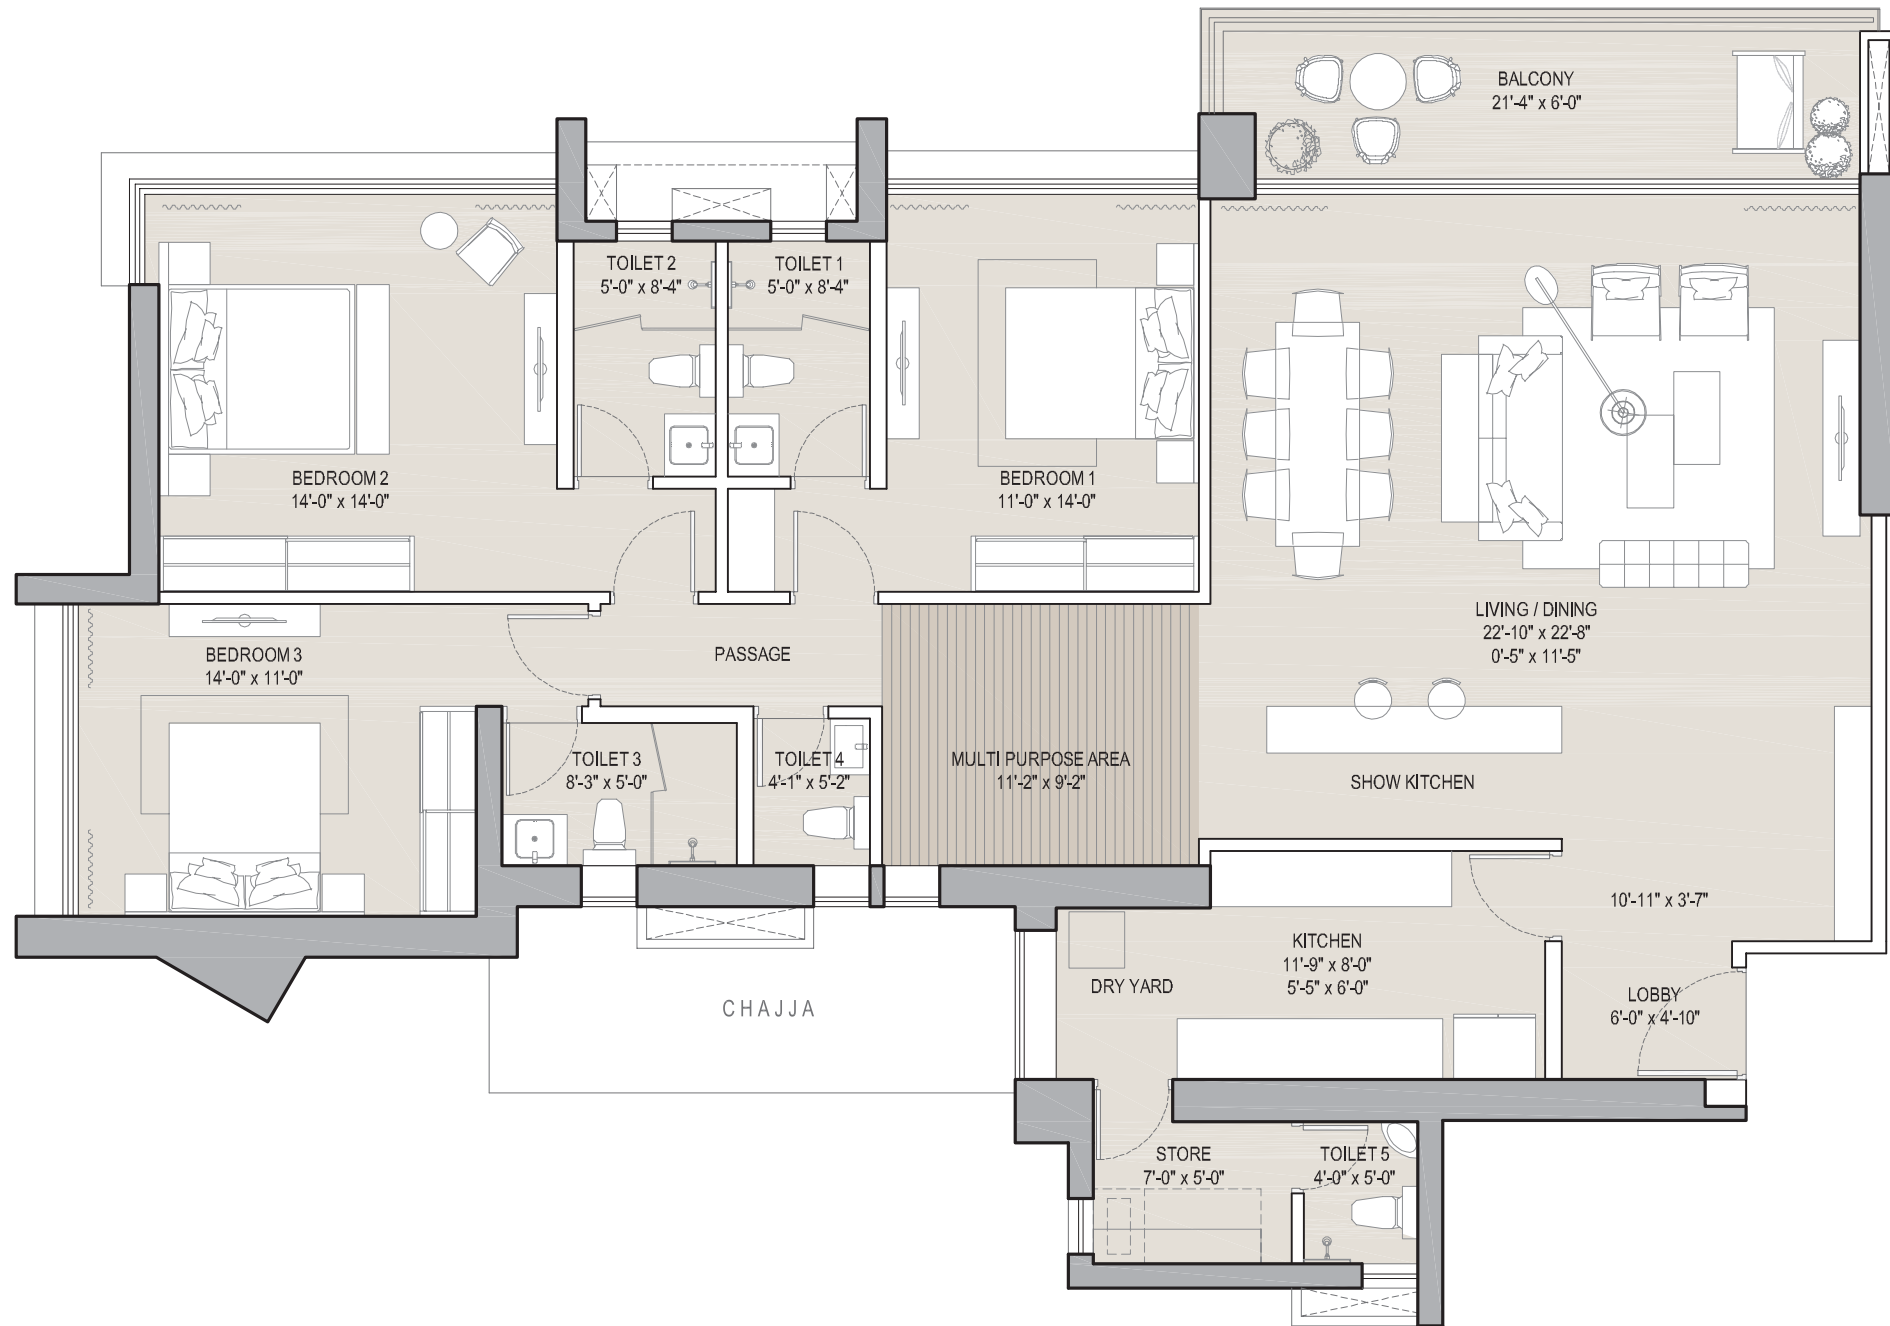 BALCONY
21'-4" x 6'-0"
TOILET 2
5'-0" x 8'-4"
TOILET 1
5'-0" x 8'-4"
BEDROOM 2
14'-0" x 14'-0"
BEDROOM 1
11'-0" x 14'-0"
LIVING / DINING
22'-10" x 22'-8"
0'-5" x 11'-5"
BEDROOM 3
14'-0" x 11'-0"
PASSAGE
TOILET 3
8'-3" x 5'-0"
TOILET 4
4'-1" x 5'-2"
MULTI PURPOSE AREA
11'-2" x 9'-2"
SHOW KITCHEN
10'-11" x 3'-7"
KITCHEN
11'-9" x 8'-0"
5'-5" x 6'-0"
DRY YARD
CHAJJA
LOBBY
6'-0" x 4'-10"
STORE
7'-0" x 5'-0"
TOILET 5
4'-0" x 5'-0"